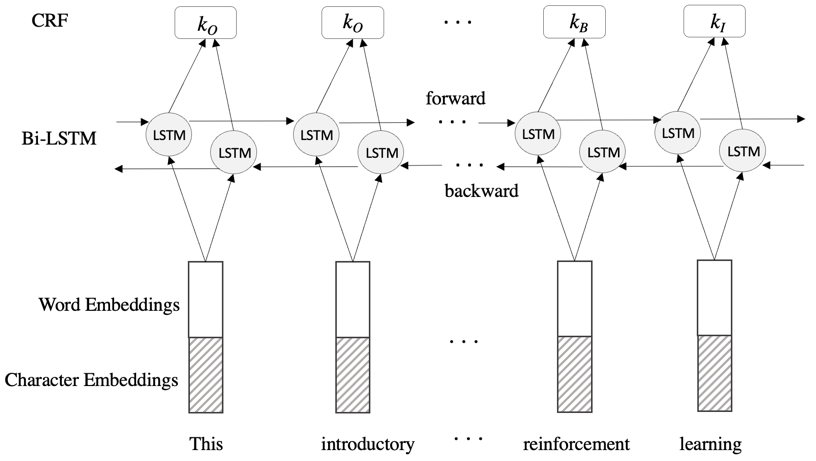 CRF k_O k_O ... k_B k_I
forward
LSTM LSTM ... LSTM LSTM
Bi-LSTM
LSTM LSTM ... LSTM LSTM
backward
Word Embeddings
...
Character Embeddings
This introductory ... reinforcement learning